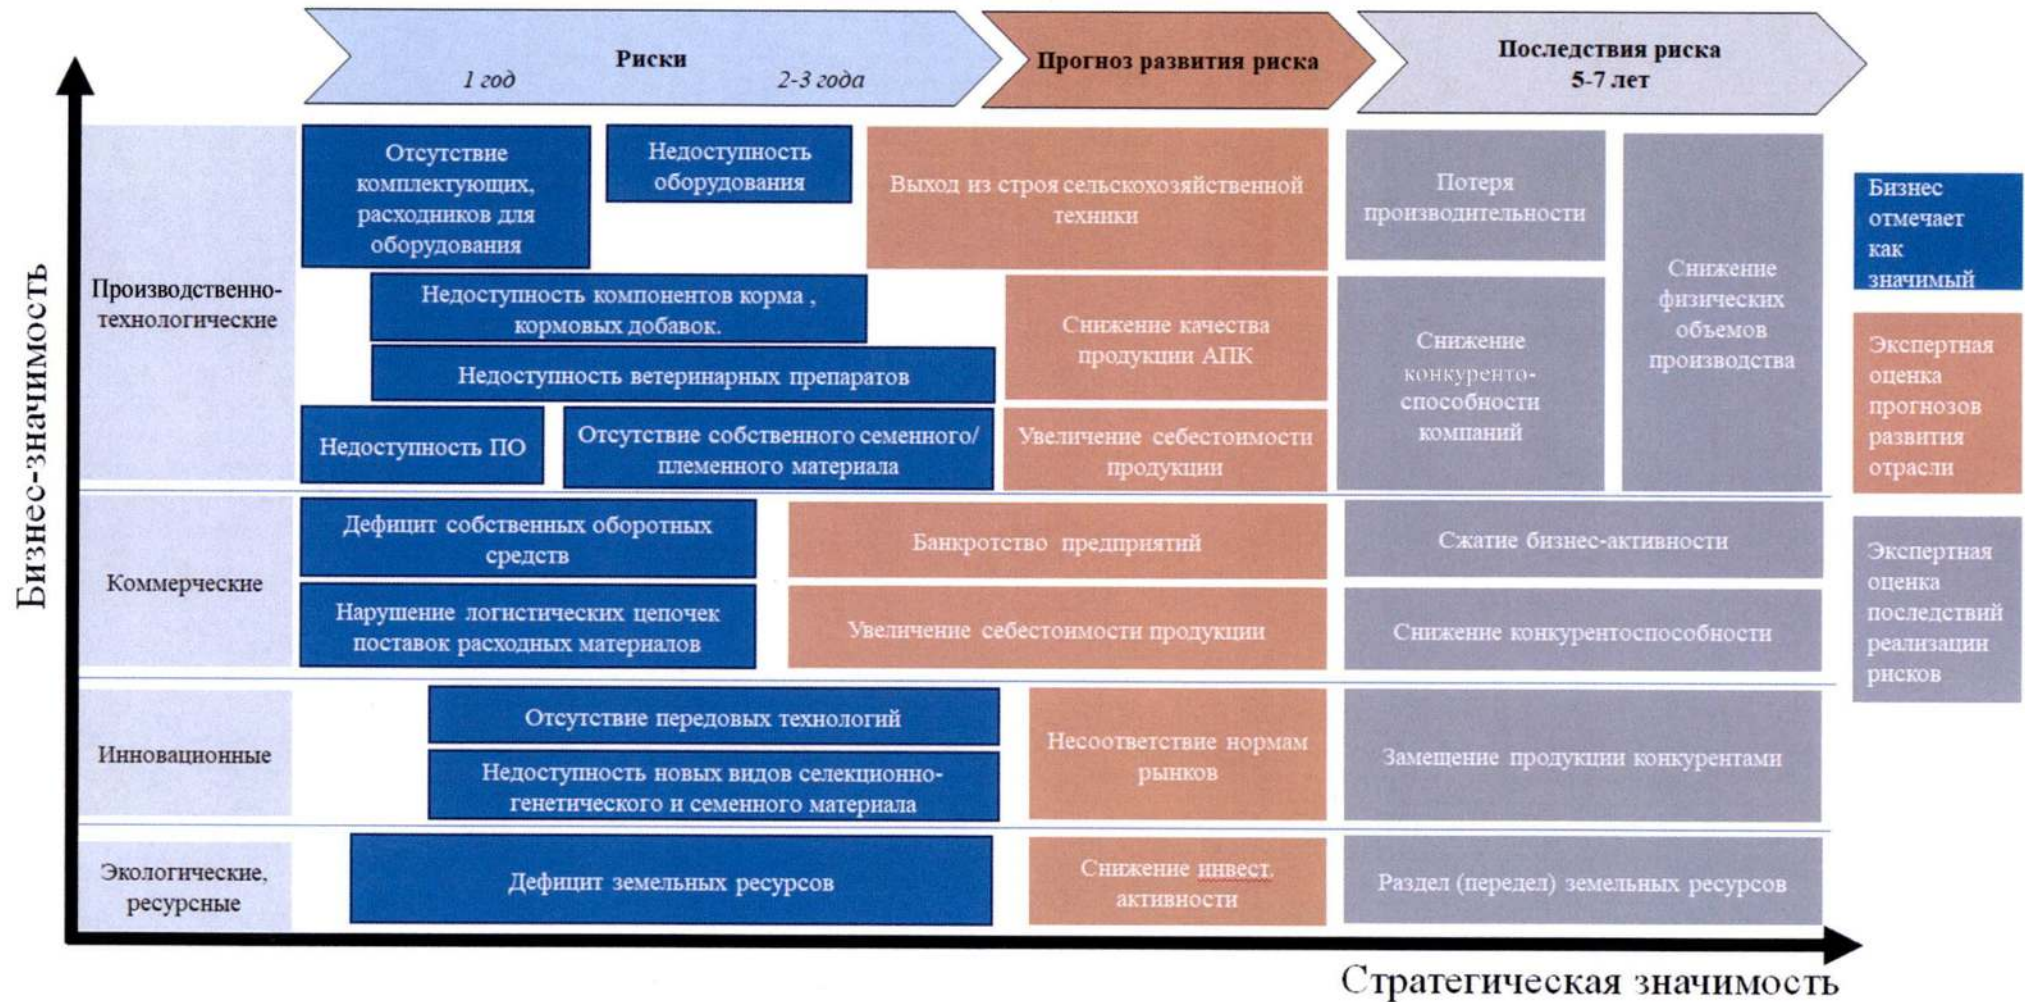 Риски
1 год
2-3 года
Прогноз развития риска
Последствия риска
5-7 лет
Бизнес-значимость
Производственно-
технологические
Отсутствие
комплектующих,
расходников для
оборудования
Недоступность
оборудования
Выход из строя сельскохозяйственной
техники
Потеря
производительности
Снижение
физических
объемов
производства
Недоступность компонентов корма ,
кормовых добавок.
Снижение качества
продукции АПК
Снижение
конкуренто-
способности
компаний
Недоступность ветеринарных препаратов
Недоступность ПО
Отсутствие собственного семенного/
племенного материала
Увеличение себестоимости
продукции
Коммерческие
Дефицит собственных оборотных
средств
Банкротство предприятий
Сжатие бизнес-активности
Нарушение логистических цепочек
поставок расходных материалов
Увеличение себестоимости продукции
Снижение конкурентоспособности
Инновационные
Отсутствие передовых технологий
Недоступность новых видов селекционно-
генетического и семенного материала
Несоответствие нормам
рынков
Замещение продукции конкурентами
Экологические,
ресурсные
Дефицит земельных ресурсов
Снижение инвест.
активности
Раздел (передел) земельных ресурсов
Бизнес
отмечает
как
значимый
Экспертная
оценка
прогнозов
развития
отрасли
Экспертная
оценка
последствий
реализации
рисков
Стратегическая значимость